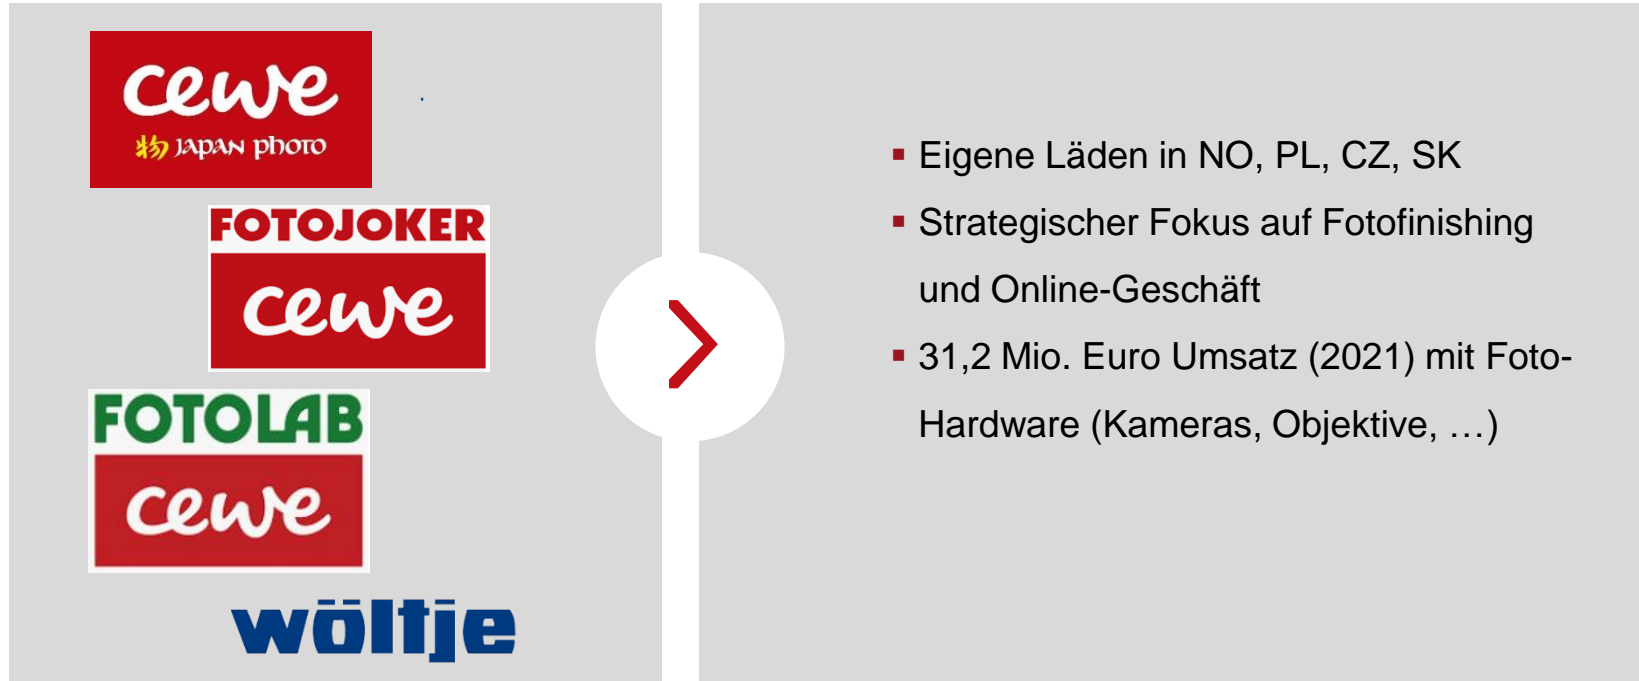 cewe
物 JAPAN PHOTO
FOTOJOKER
cewe
FOTOLAB
cewe
wöltje
▪ Eigene Läden in NO, PL, CZ, SK
▪ Strategischer Fokus auf Fotofinishing
und Online-Geschäft
▪ 31,2 Mio. Euro Umsatz (2021) mit Foto-
Hardware (Kameras, Objektive, …)